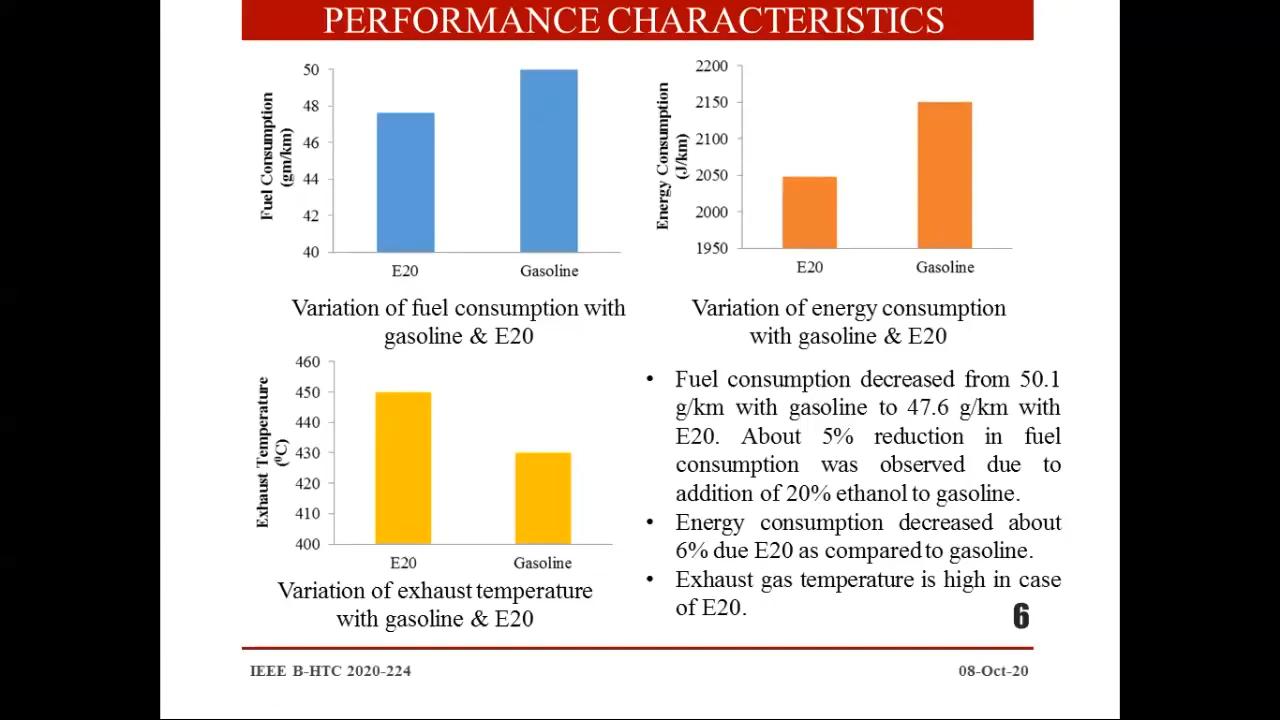 PERFORMANCE CHARACTERISTICS
Fuel Consumption
(gm/km)
50
48
46
44
42
40
E20 Gasoline
Variation of fuel consumption with
gasoline & E20
Energy Consumption
(J/km)
2200
2150
2100
2050
2000
1950
E20 Gasoline
Variation of energy consumption
with gasoline & E20
Exhaust Temperature
(⁰C)
460
450
440
430
420
410
400
E20 Gasoline
Variation of exhaust temperature
with gasoline & E20
• Fuel consumption decreased from 50.1
g/km with gasoline to 47.6 g/km with
E20. About 5% reduction in fuel
consumption was observed due to
addition of 20% ethanol to gasoline.
• Energy consumption decreased about
6% due E20 as compared to gasoline.
• Exhaust gas temperature is high in case
of E20.
6
IEEE B-HTC 2020-224
08-Oct-20